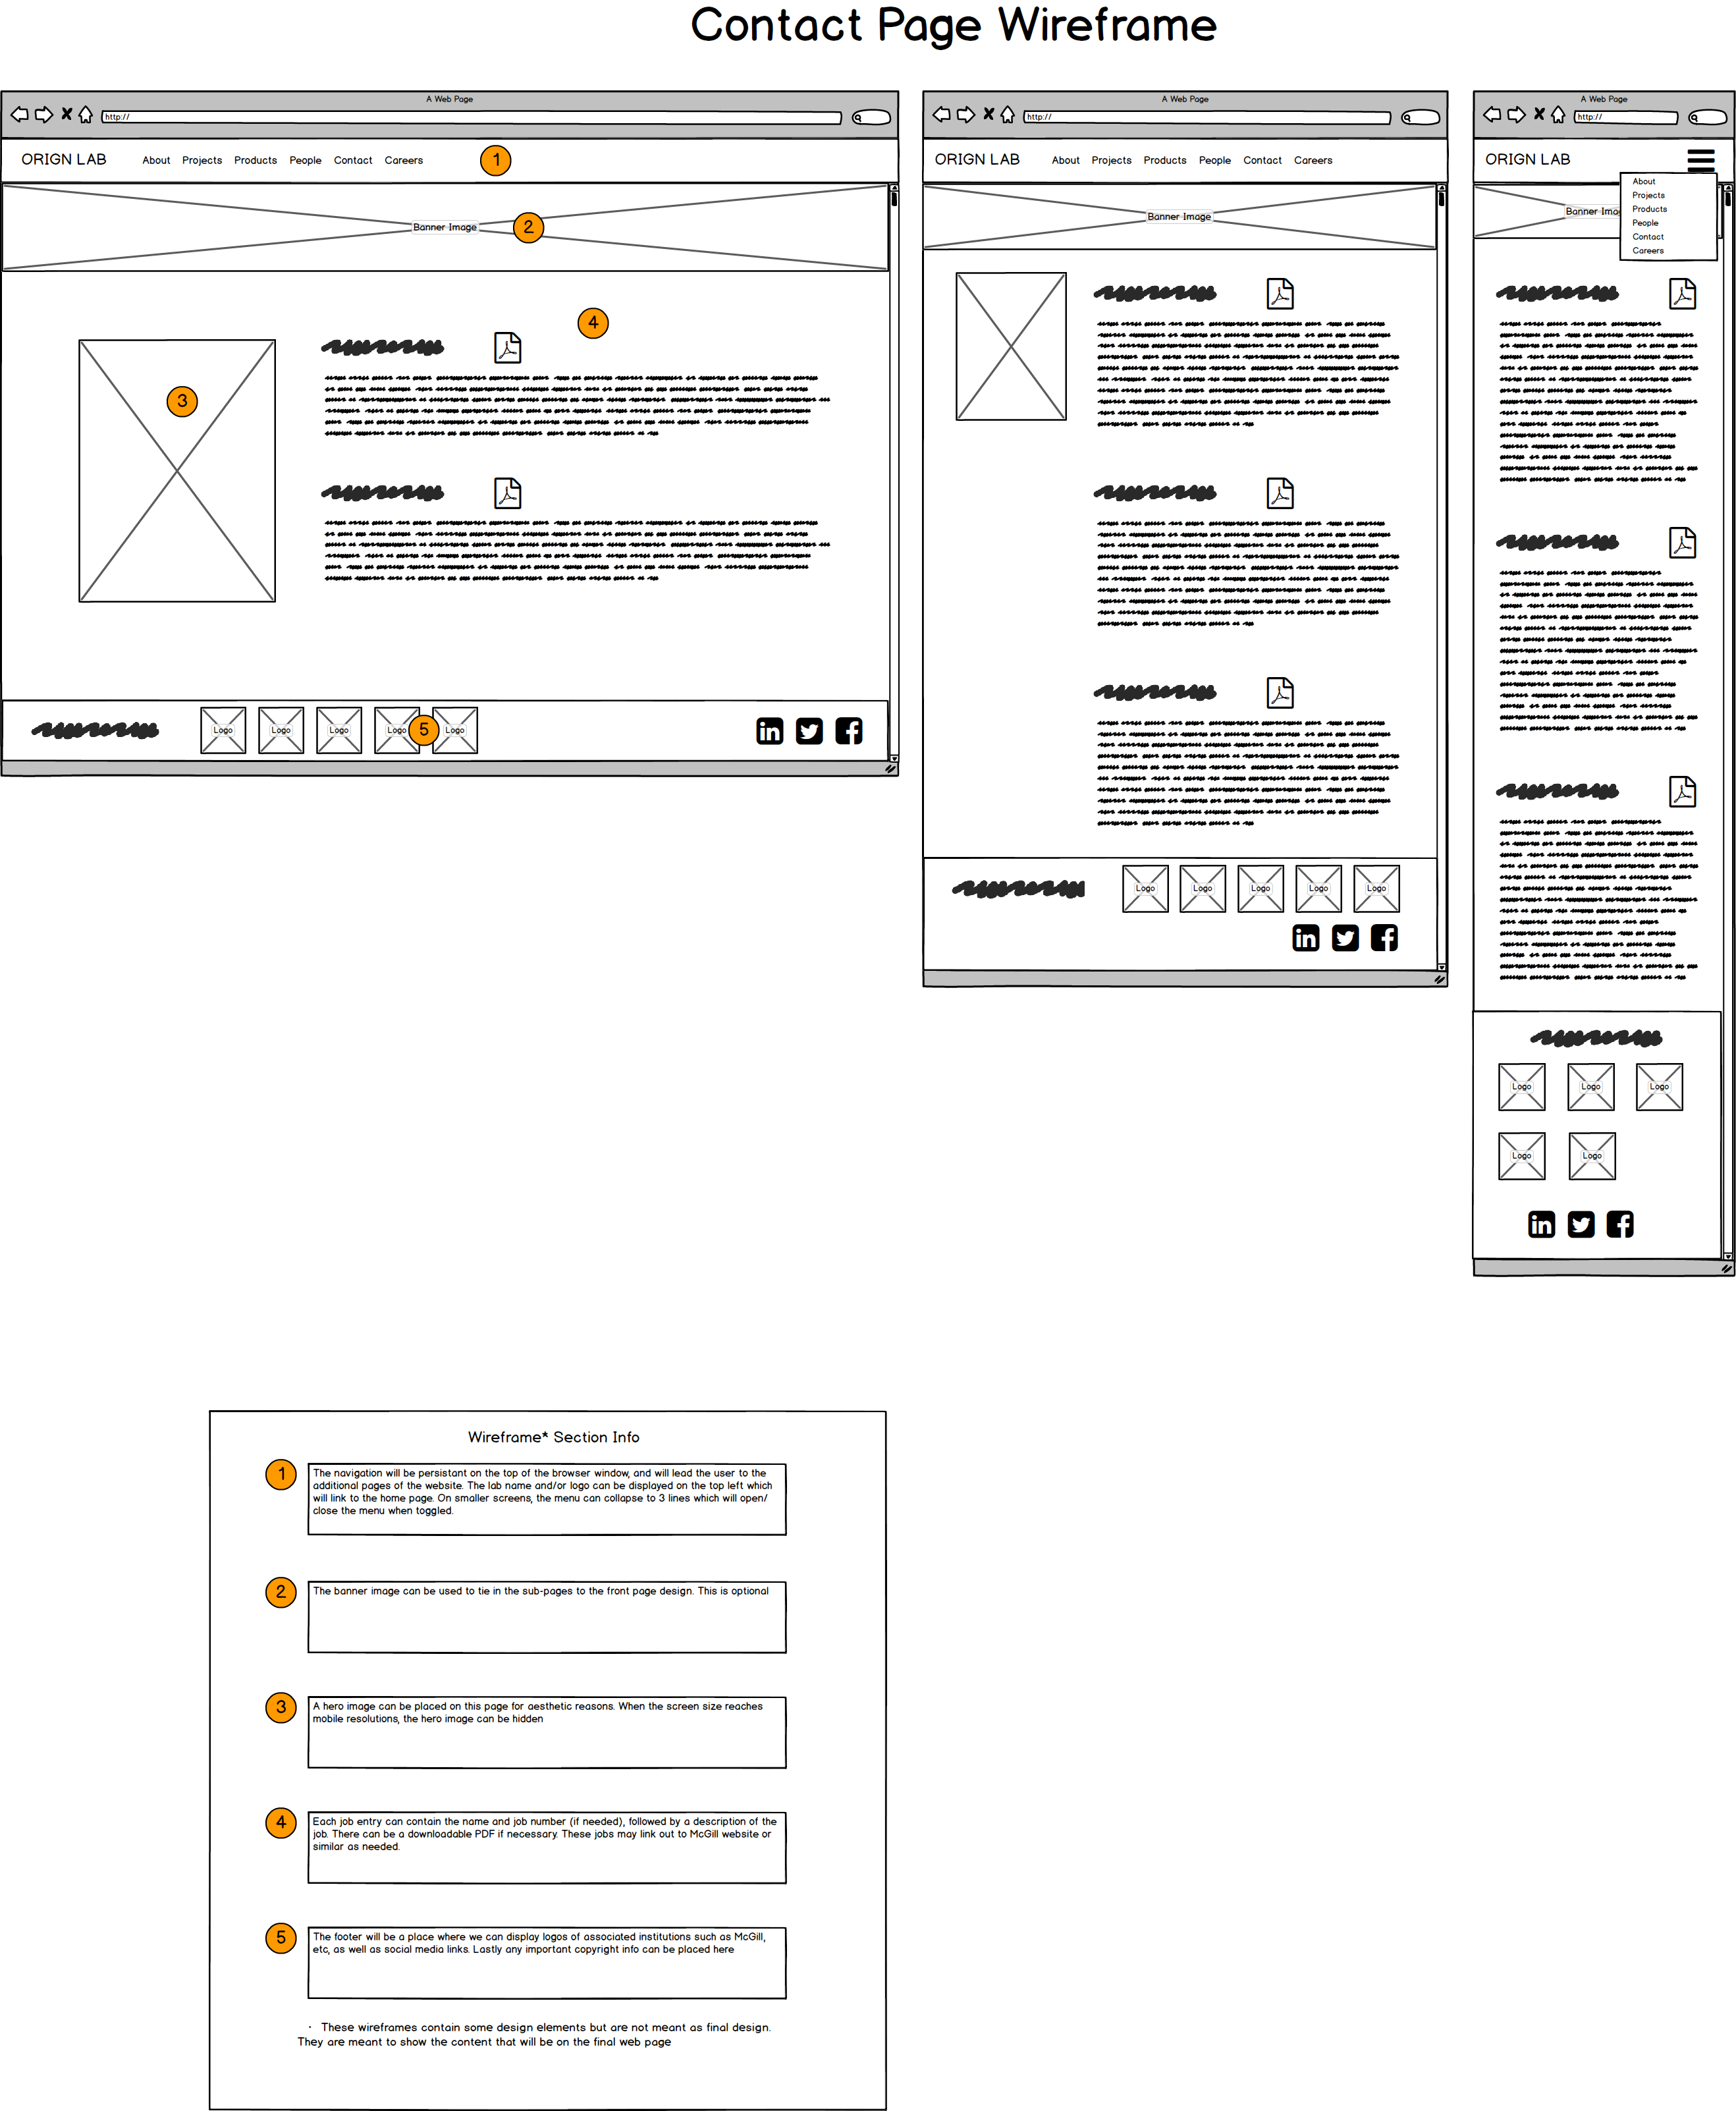 Contact Page Wireframe
A Web Page
http://
ORIGN LAB About Projects Products People Contact Careers 1
Banner Image 2
3
4
Logo Logo Logo Logo 5 Logo
A Web Page
http://
ORIGN LAB About Projects Products People Contact Careers
Banner Image
Logo Logo Logo Logo Logo
A Web Page
http://
ORIGN LAB
About
Projects
Products
People
Contact
Careers
Banner Imag
Logo Logo Logo
Logo Logo
Wireframe* Section Info
1
The navigation will be persistant on the top of the browser window, and will lead the user to the
additional pages of the website. The lab name and/or logo can be displayed on the top left which
will link to the home page. On smaller screens, the menu can collapse to 3 lines which will open/
close the menu when toggled.
2
The banner image can be used to tie in the sub-pages to the front page design. This is optional
3
A hero image can be placed on this page for aesthetic reasons. When the screen size reaches
mobile resolutions, the hero image can be hidden
4
Each job entry can contain the name and job number (if needed), followed by a description of the
job. There can be a downloadable PDF if necessary. These jobs may link out to McGill website or
similar as needed.
5
The footer will be a place where we can display logos of associated institutions such as McGill,
etc, as well as social media links. Lastly any important copyright info can be placed here
· These wireframes contain some design elements but are not meant as final design.
They are meant to show the content that will be on the final web page